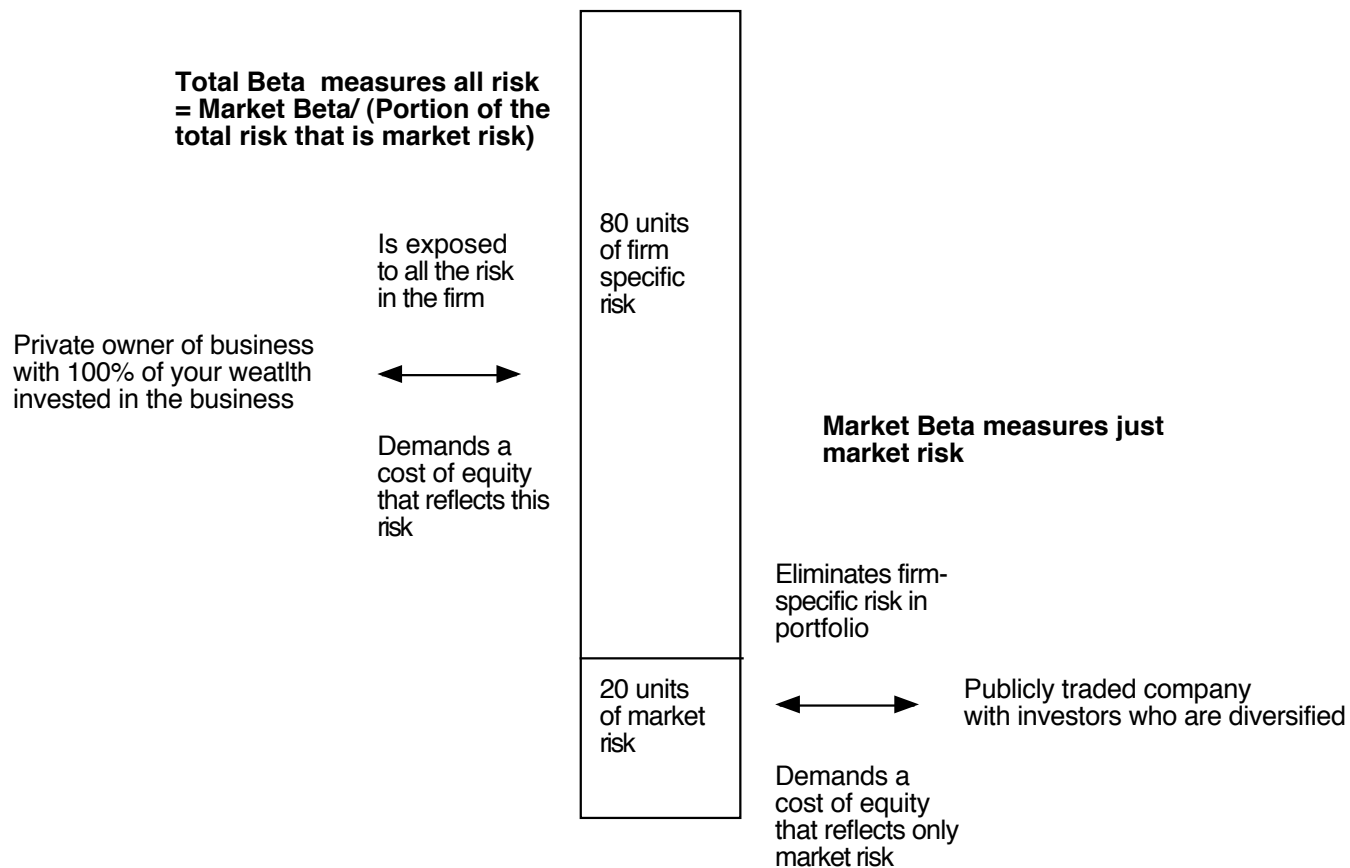 Total Beta measures all risk
= Market Beta/ (Portion of the
total risk that is market risk)
80 units
of firm
specific
risk
Is exposed
to all the risk
in the firm
Private owner of business
with 100% of your weatlth
invested in the business
Demands a
cost of equity
that reflects this
risk
Market Beta measures just
market risk
Eliminates firm-
specific risk in
portfolio
20 units
of market
risk
Publicly traded company
with investors who are diversified
Demands a
cost of equity
that reflects only
market risk